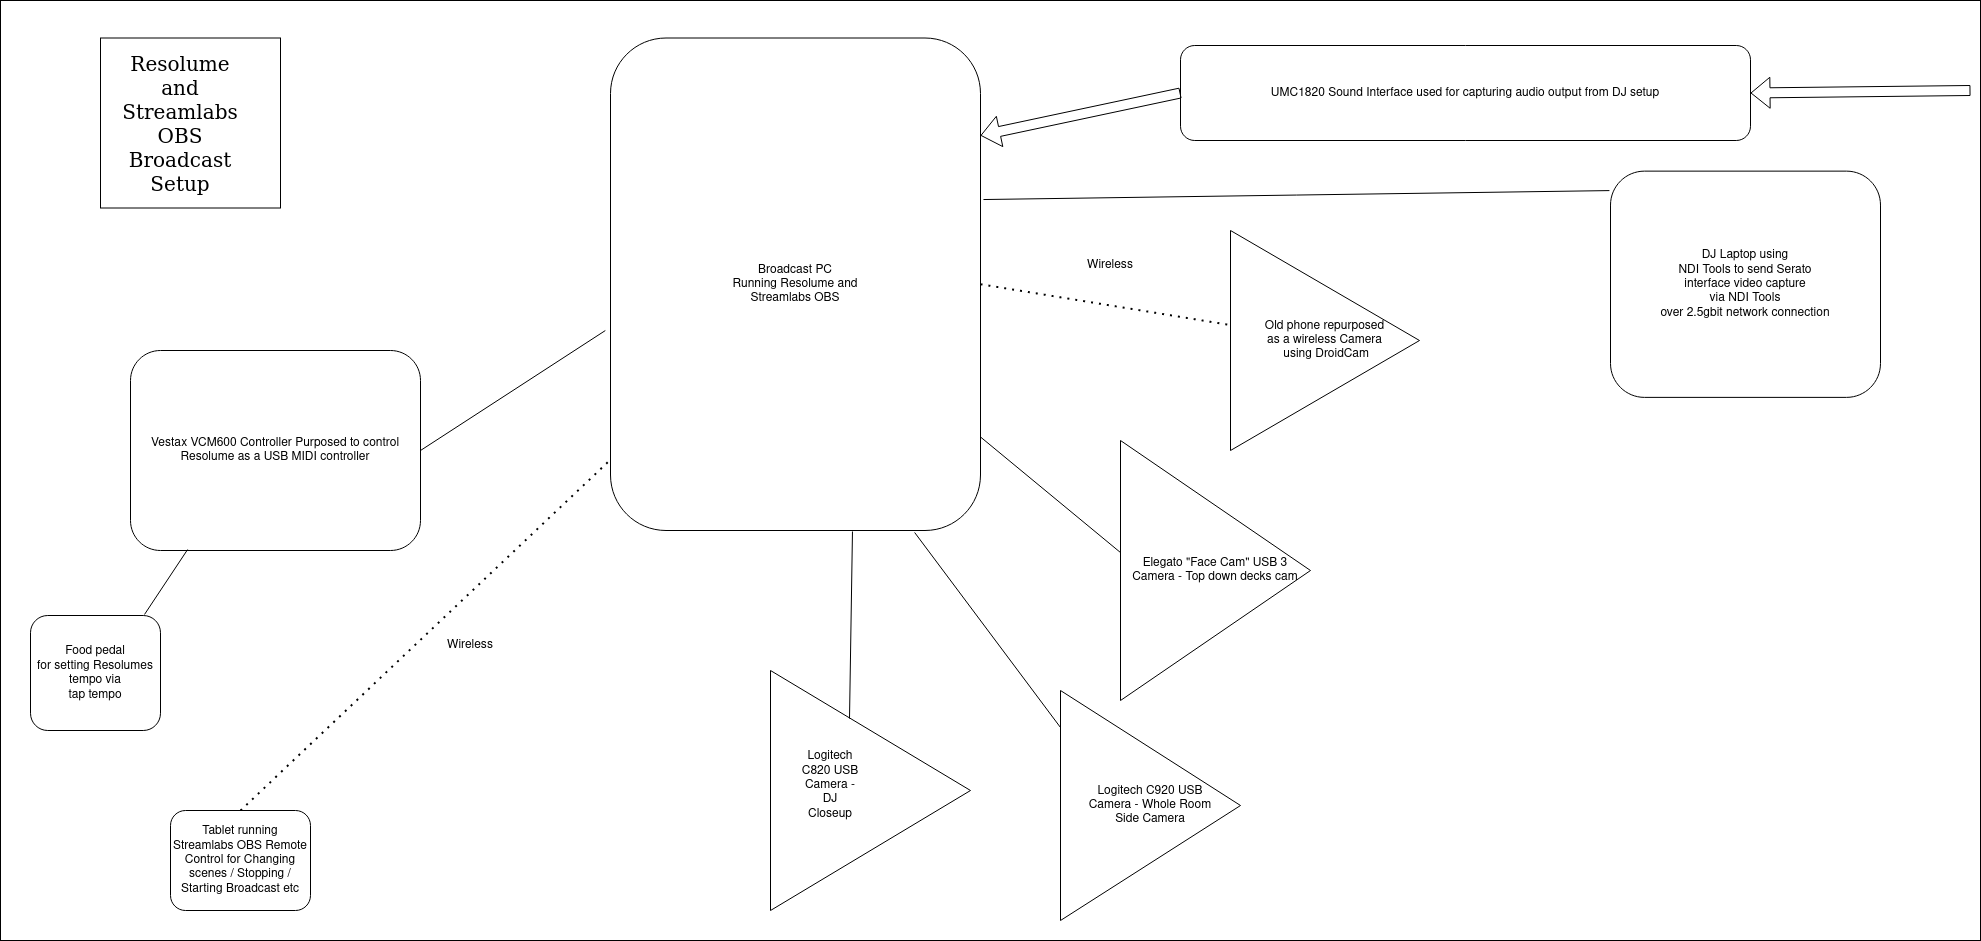 Resolume
and
Streamlabs
OBS
Broadcast
Setup
Broadcast PC
Running Resolume and
Streamlabs OBS
UMC1820 Sound Interface used for capturing audio output from DJ setup
DJ Laptop using
NDI Tools to send Serato
interface video capture
via NDI Tools
over 2.5gbit network connection
Wireless
Old phone repurposed
as a wireless Camera
using DroidCam
Vestax VCM600 Controller Purposed to control
Resolume as a USB MIDI controller
Elegato "Face Cam" USB 3
Camera - Top down decks cam
Food pedal
for setting Resolumes
tempo via
tap tempo
Wireless
Logitech
C820 USB
Camera -
DJ
Closeup
Logitech C920 USB
Camera - Whole Room
Side Camera
Tablet running
Streamlabs OBS Remote
Control for Changing
scenes / Stopping /
Starting Broadcast etc